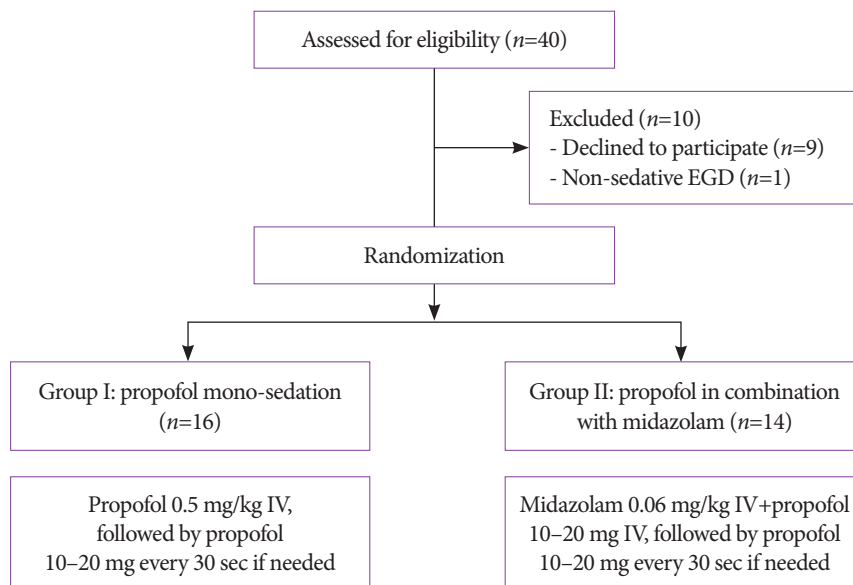 Assessed for eligibility (n=40)
Excluded (n=10)
- Declined to participate (n=9)
- Non-sedative EGD (n=1)
Randomization
Group I: propofol mono-sedation
(n=16)
Group II: propofol in combination
with midazolam (n=14)
Propofol 0.5 mg/kg IV,
followed by propofol
10–20 mg every 30 sec if needed
Midazolam 0.06 mg/kg IV+propofol
10–20 mg IV, followed by propofol
10–20 mg every 30 sec if needed